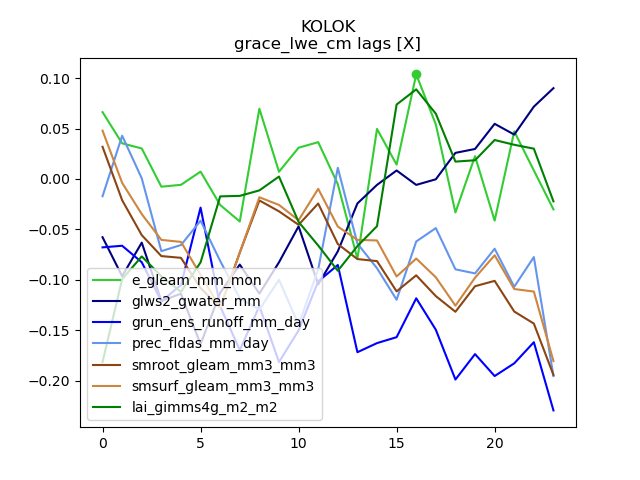 KOLOK
grace_lwe_cm lags [X]
0.10
0.05
0.00
−0.05
−0.10
−0.15
−0.20
e_gleam_mm_mon
glws2_gwater_mm
grun_ens_runoff_mm_day
prec_fldas_mm_day
smroot_gleam_mm3_mm3
smsurf_gleam_mm3_mm3
lai_gimms4g_m2_m2
0 5 10 15 20